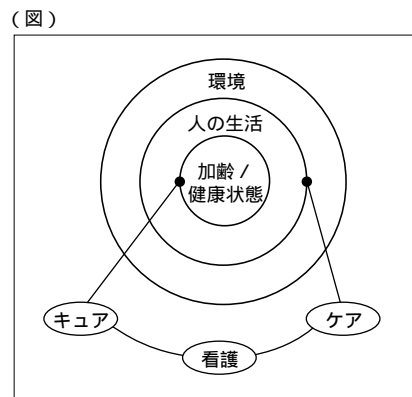 (図)
環境
人の生活
加齢 /
健康状態
キュア
ケア
看護